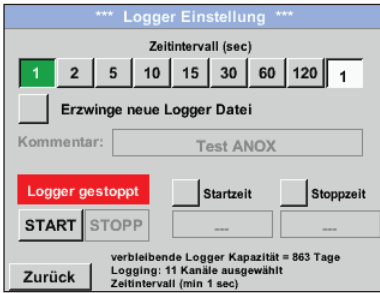 *** Logger Einstellung ***
Zeitintervall (sec)
1 2 5 10 15 30 60 120 1
Erzwinge neue Logger Datei
Kommentar: Test ANOX
Logger gestoppt Startzeit Stoppzeit
START STOPP --- ---
verbleibende Logger Kapazität = 863 Tage
Logging: 11 Kanäle ausgewählt
Zurück Zeitintervall (min 1 sec)